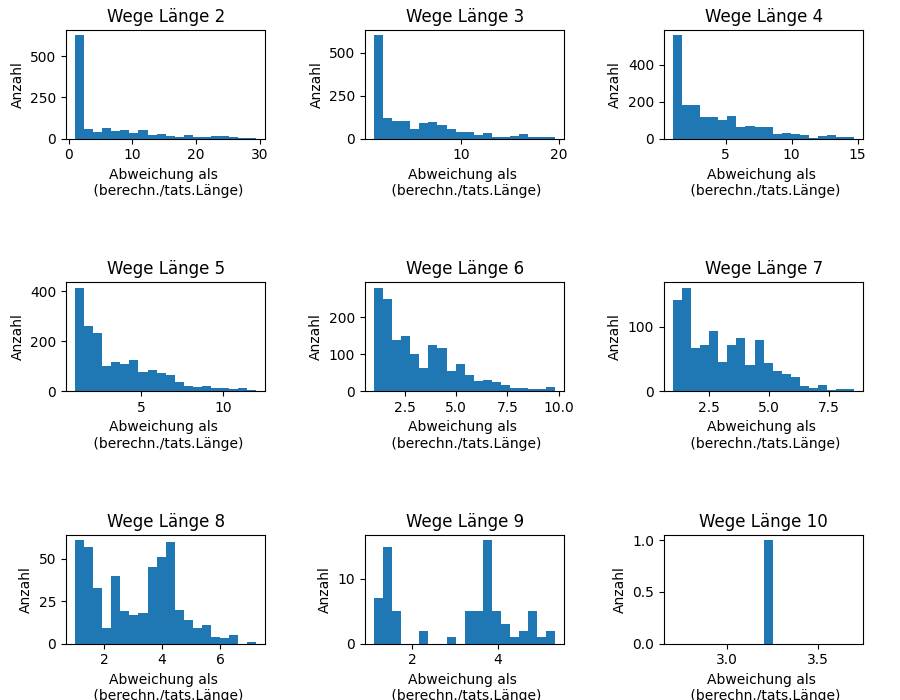 Wege Länge 2
Wege Länge 3
Wege Länge 4
Anzahl
500
250
0
0
10
20
30
Abweichung als
(berechn./tats.Länge)
Anzahl
500
250
0
10
20
Abweichung als
(berechn./tats.Länge)
Anzahl
400
200
0
5
10
15
Abweichung als
(berechn./tats.Länge)
Wege Länge 5
Wege Länge 6
Wege Länge 7
Anzahl
400
200
0
5
10
Abweichung als
(berechn./tats.Länge)
Anzahl
200
100
0
2.5
5.0
7.5
10.0
Abweichung als
(berechn./tats.Länge)
Anzahl
100
0
2.5
5.0
7.5
Abweichung als
(berechn./tats.Länge)
Wege Länge 8
Wege Länge 9
Wege Länge 10
Anzahl
50
25
0
2
4
6
Abweichung als
(berechn./tats.Länge)
Anzahl
10
0
2
4
Abweichung als
(berechn./tats.Länge)
Anzahl
1.0
0.5
0.0
3.0
3.5
Abweichung als
(berechn./tats.Länge)